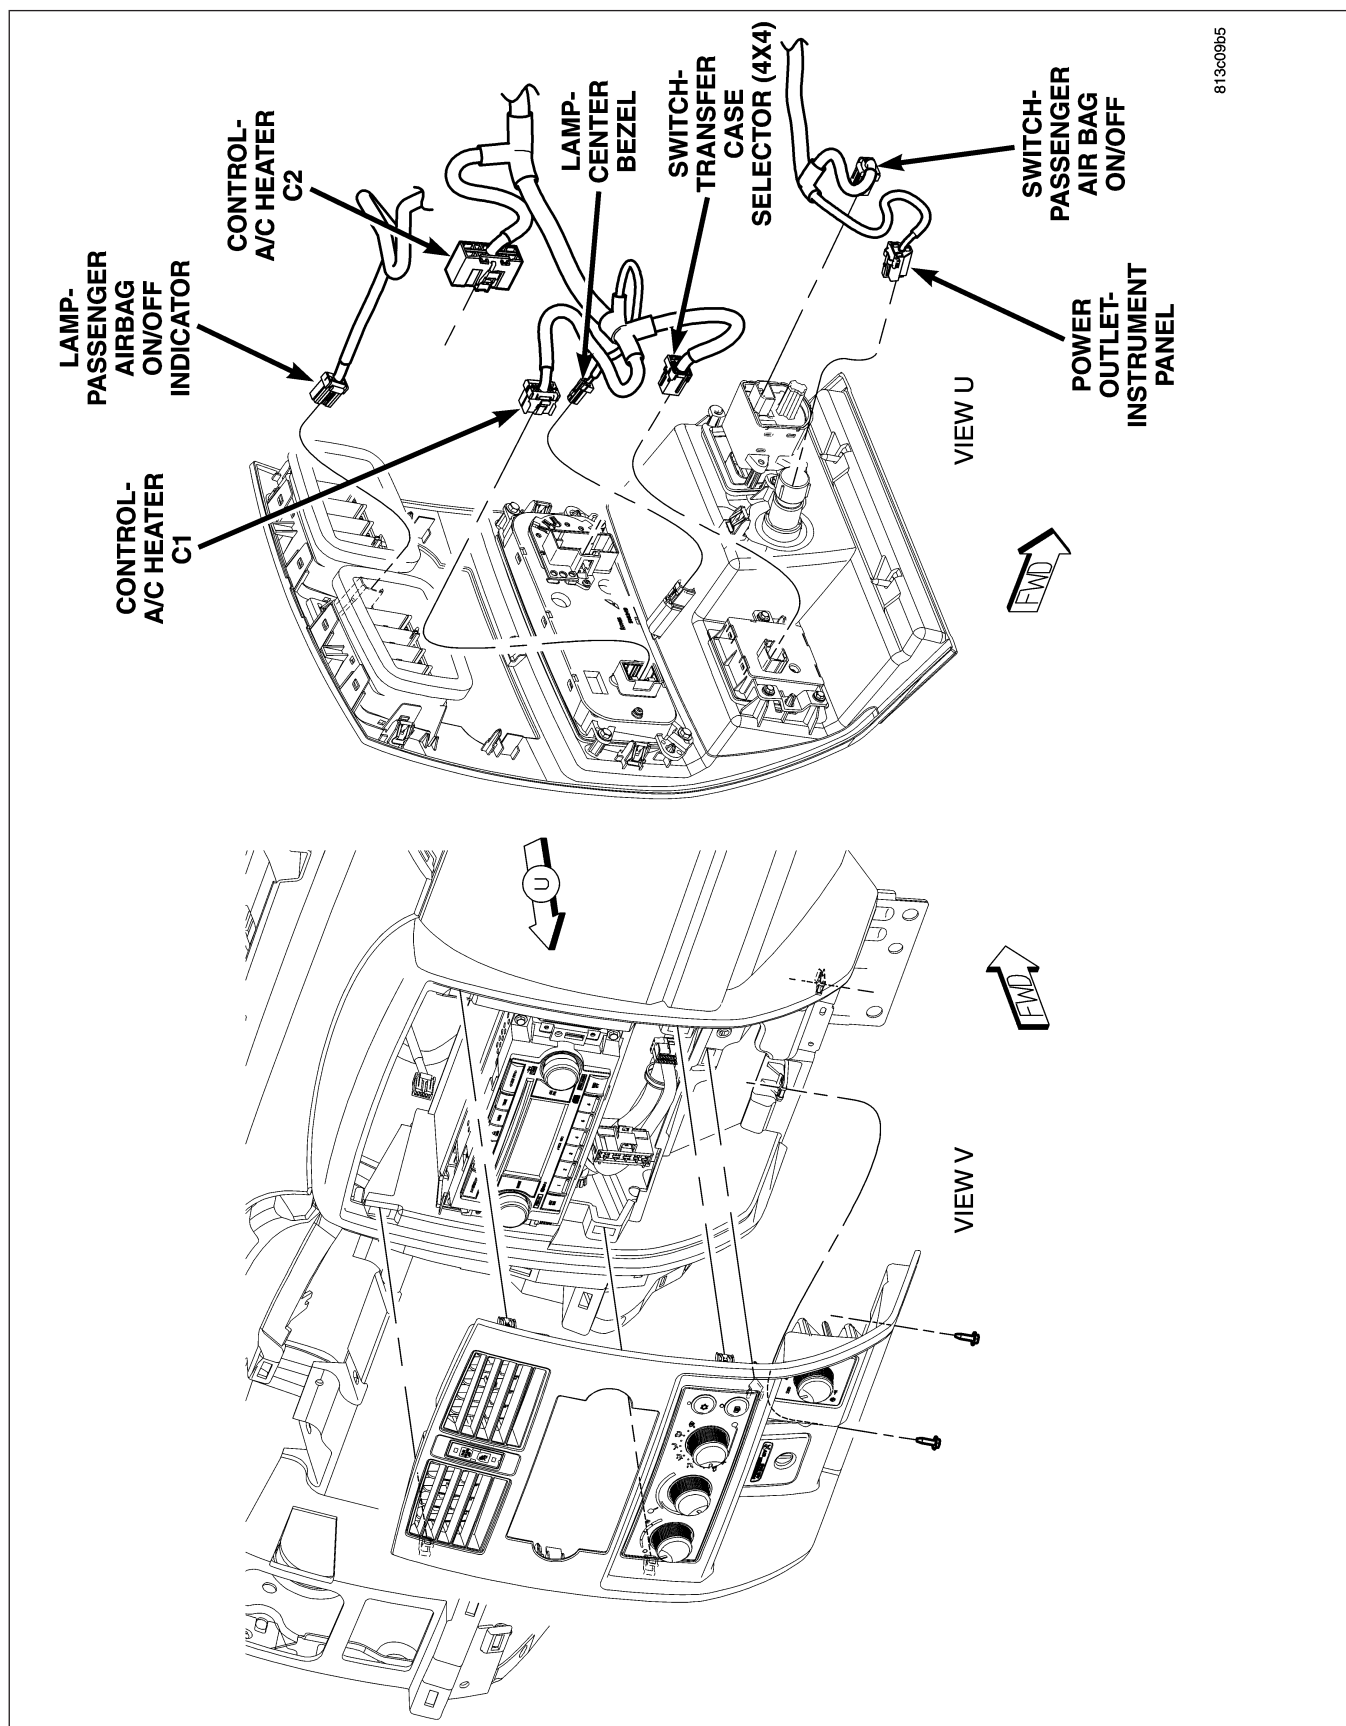 LAMP-
PASSENGER
AIRBAG
ON/OFF
INDICATOR
CONTROL-
A/C HEATER
C2
LAMP-
CENTER
BEZEL
SWITCH-
TRANSFER
CASE
SELECTOR (4X4)
SWITCH-
PASSENGER
AIR BAG
ON/OFF
CONTROL-
A/C HEATER
C1
POWER
OUTLET-
INSTRUMENT
PANEL
VIEW U
FWD
U
FWD
VIEW V
813c09b5